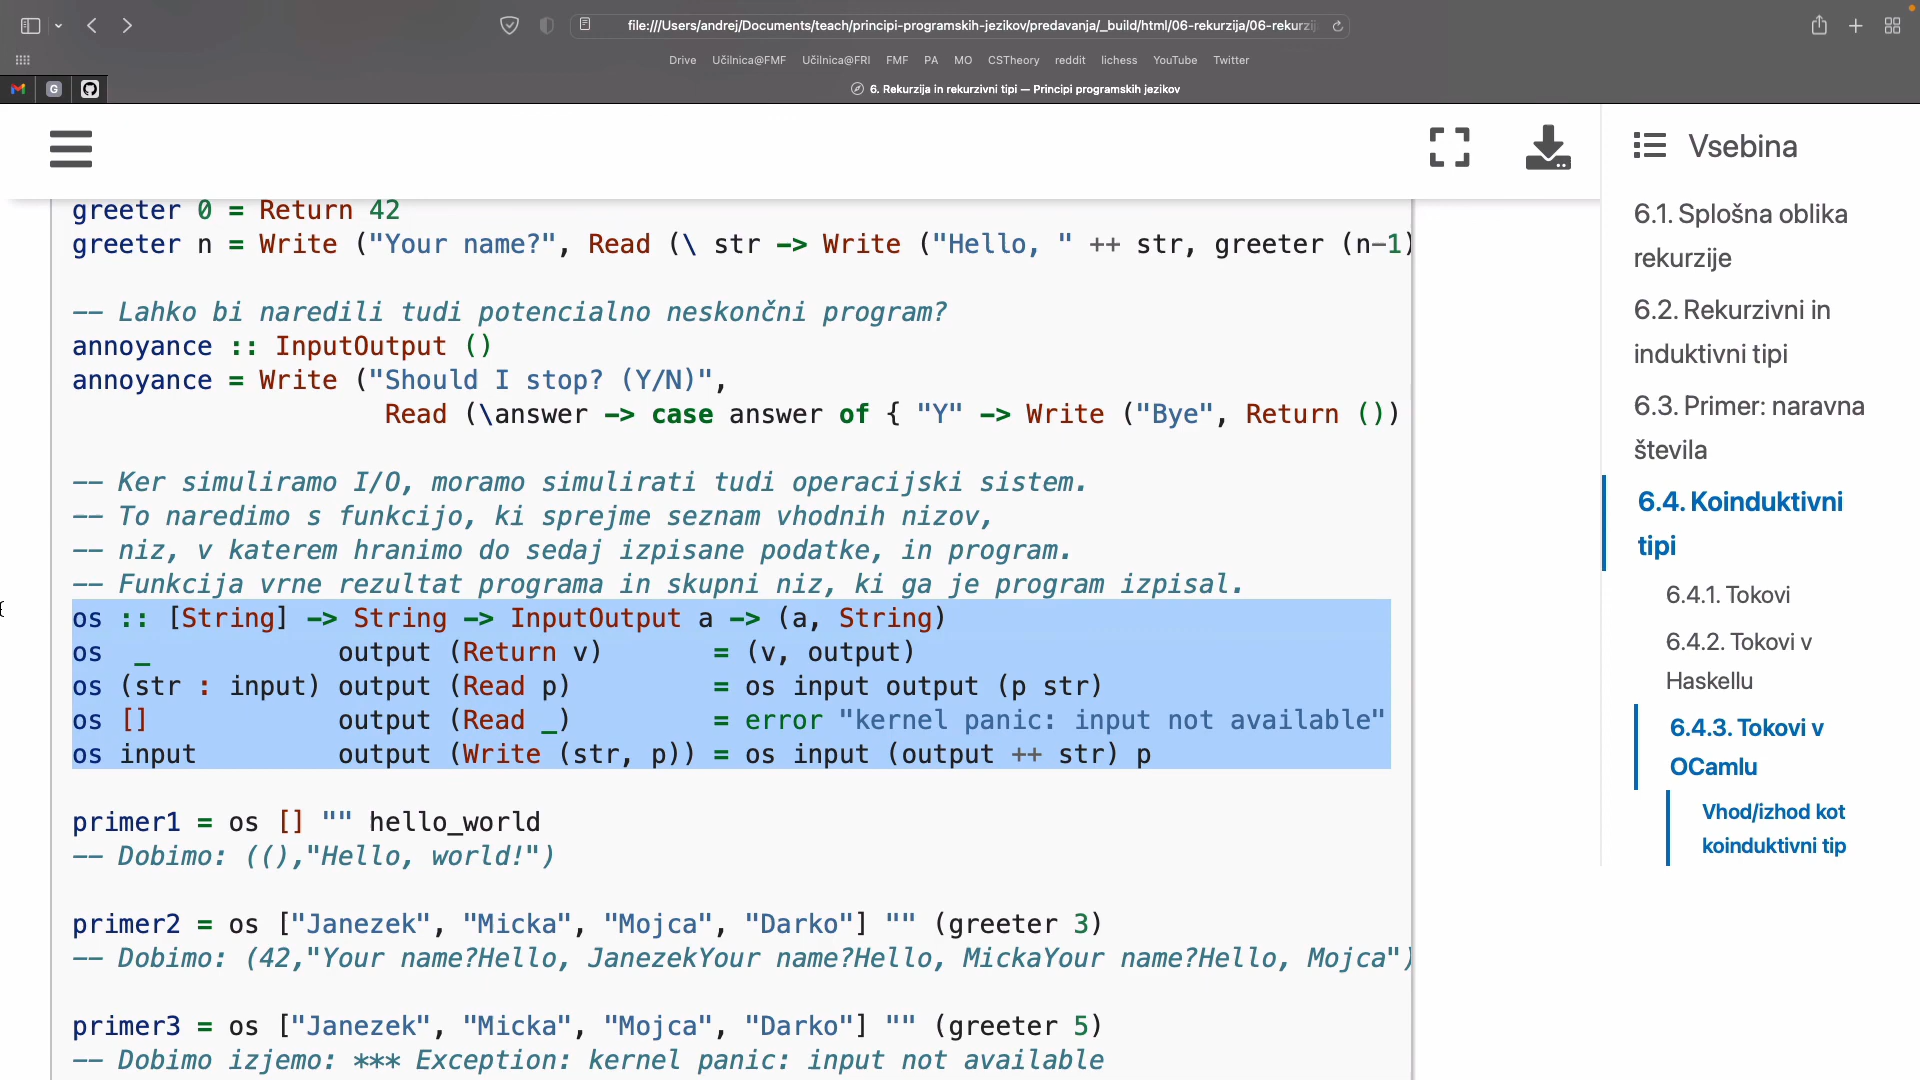 file:///Users/andrej/Documents/teach/principi-programskih-jezikov/predavanja/_build/html/06-rekurzija/06-rekurzij
Drive Učilnica@FMF Učilnica@FRI FMF PA MO CSTheory reddit lichess YouTube Twitter
G
6. Rekurzija in rekurzivni tipi — Principi programskih jezikov
greeter 0 = Return 42
greeter n = Write ("Your name?", Read (\ str -> Write ("Hello, " ++ str, greeter (n-1)
-- Lahko bi naredili tudi potencialno neskončni program?
annoyance :: InputOutput ()
annoyance = Write ("Should I stop? (Y/N)",
Read (\answer -> case answer of { "Y" -> Write ("Bye", Return ())
-- Ker simuliramo I/O, moramo simulirati tudi operacijski sistem.
-- To naredimo s funkcijo, ki sprejme seznam vhodnih nizov,
-- niz, v katerem hranimo do sedaj izpisane podatke, in program.
-- Funkcija vrne rezultat programa in skupni niz, ki ga je program izpisal.
os :: [String] -> String -> InputOutput a -> (a, String)
os  _            output (Return v)       = (v, output)
os (str : input) output (Read p)         = os input output (p str)
os []            output (Read _)         = error "kernel panic: input not available"
os input         output (Write (str, p)) = os input (output ++ str) p
primer1 = os [] "" hello_world
-- Dobimo: ((),"Hello, world!")
primer2 = os ["Janezek", "Micka", "Mojca", "Darko"] "" (greeter 3)
-- Dobimo: (42,"Your name?Hello, JanezekYour name?Hello, MickaYour name?Hello, Mojca")
primer3 = os ["Janezek", "Micka", "Mojca", "Darko"] "" (greeter 5)
-- Dobimo izjemo: *** Exception: kernel panic: input not available
Vsebina
6.1. Splošna oblika
rekurzije
6.2. Rekurzivni in
induktivni tipi
6.3. Primer: naravna
števila
6.4. Koinduktivni
tipi
6.4.1. Tokovi
6.4.2. Tokovi v
Haskellu
6.4.3. Tokovi v
OCamlu
Vhod/izhod kot
koinduktivni tip